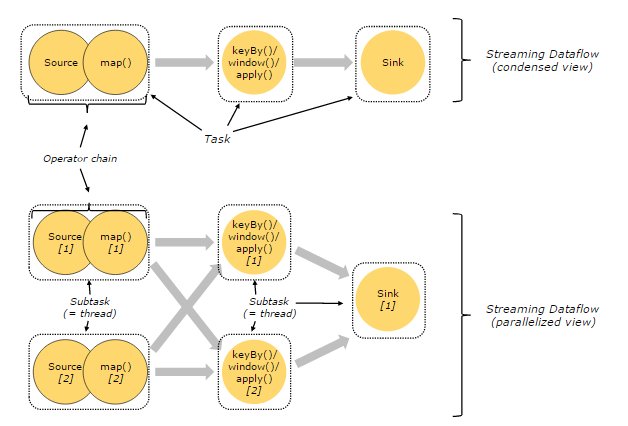 Source
map()
keyBy()/
window()/
apply()
Sink
Streaming Dataflow
(condensed view)
Task
Operator chain
Source
[1]
map()
[1]
keyBy()/
window()/
apply()
[1]
Subtask
(= thread)
Subtask
(= thread)
Sink
[1]
Streaming Dataflow
(parallelized view)
Source
[2]
map()
[2]
keyBy()/
window()/
apply()
[2]